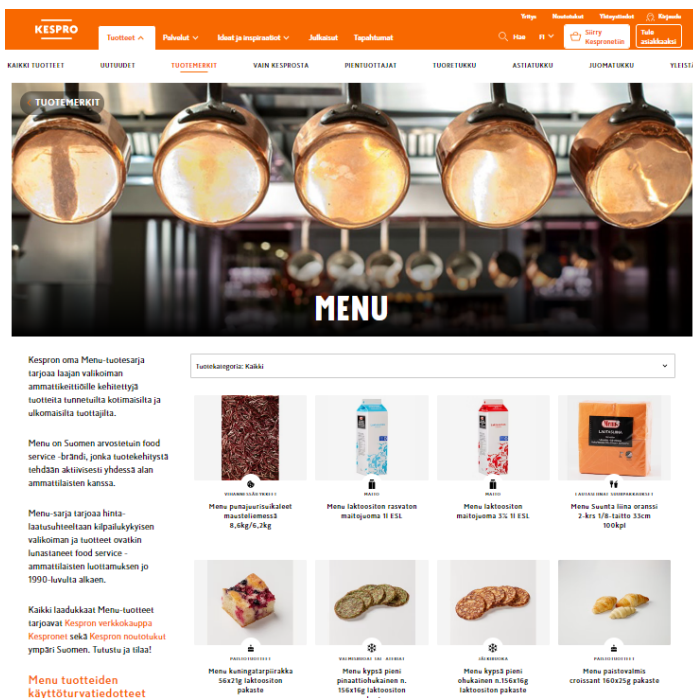 Yritys Noutotukut Yhteystiedot Kirjaudu
KESPRO
Tuotteet Palvelut Ideat ja inspiraatiot Julkaisut Tapahtumat Hae FI
Siirry
Kespronetiin
Tule
asiakkaaksi
KAIKKI TUOTTEET UUTUUDET TUOTEMERKIT VAIN KESPROSTA PIENTUOTTAJAT TUORETUKKU ASTIATUKKU JUOMATUKKU YLEIST
TUOTEMERKIT
MENU
Kespron oma Menu-tuotesarja
tarjoaa laajan valikoiman
ammattikeittiöille kehitettyjä
tuotteita tunnetuilta kotimaisilta ja
ulkomaisilta tuottajilta.
Menu on Suomen arvostetuin food
service -brändi, jonka tuotekehitystä
tehdään aktiivisesti yhdessä alan
ammattilaisten kanssa.
Menu-sarja tarjoaa hinta-
laatusuhteeltaan kilpailukykyisen
valikoiman ja tuotteet ovatkin
lunastaneet food service -
ammattilaisten luottamuksen jo
1990-luvulta alkaen.
Kaikki laadukkaat Menu-tuotteet
tarjoavat Kespron verkkokauppa
Kespronet sekä Kespron noutotukut
ympäri Suomen. Tutustu ja tilaa!
Menu tuotteiden
käyttöturvatiedotteet
Tuotekategoria: Kaikki
MAITO
MAITO
Menu punajuurisuikaleet
mausteliemessä
8,6kg/6,2kg
Menu laktoositon rasvaton
maitojuoma 1l ESL
Menu laktoositon
maitojuoma 3% 1l ESL
Menu Suunta liina oranssi
2-krs 1/8-taitto 33cm
100kpl
Menu kuningatarpiirakka
56x21g laktoositon
pakaste
Menu kypsä pieni
pinaattiohukainen n.
156x16g laktoositon
Menu kypsä pieni
ohukainen n.156x16g
laktoositon pakaste
Menu paistovalmis
croissant 160x25g pakaste